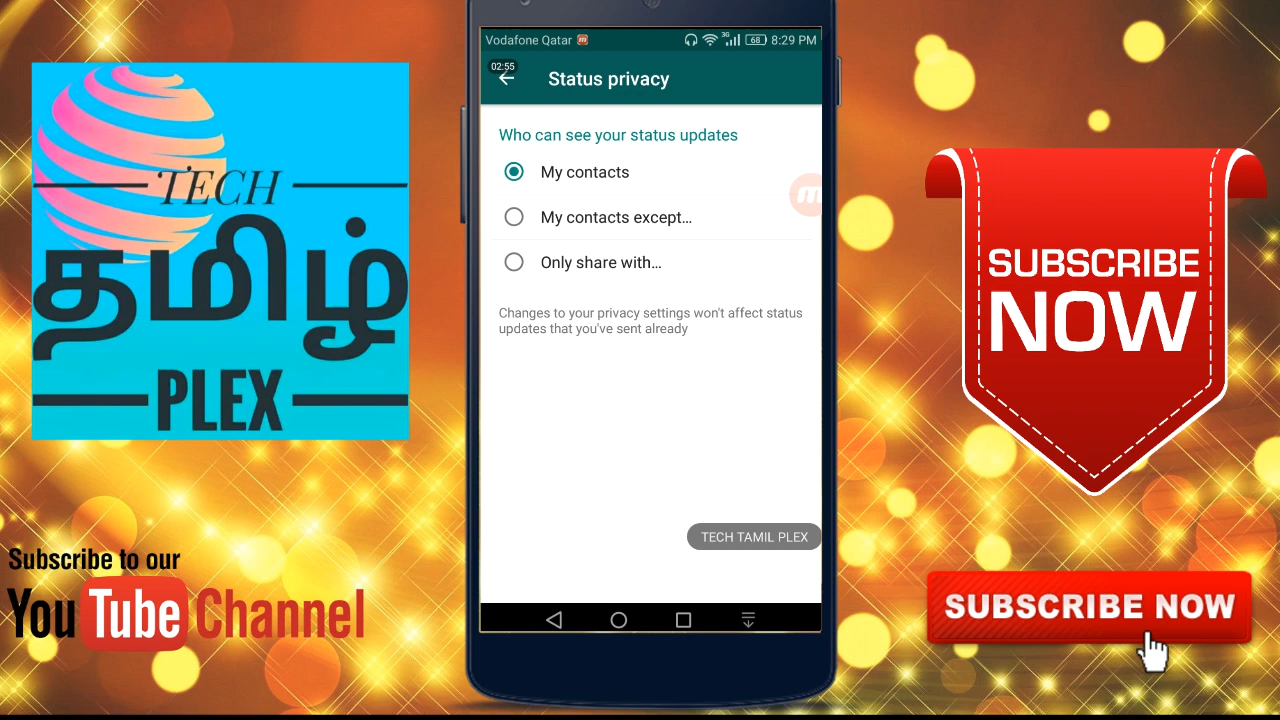 TECH
தமிழ்
PLEX
Subscribe to our
YouTube Channel
Vodafone Qatar
3G
68
8:29 PM
02:55
Status privacy
Who can see your status updates
My contacts
My contacts except...
Only share with...
Changes to your privacy settings won't affect status
updates that you've sent already
TECH TAMIL PLEX
SUBSCRIBE
NOW
SUBSCRIBE NOW